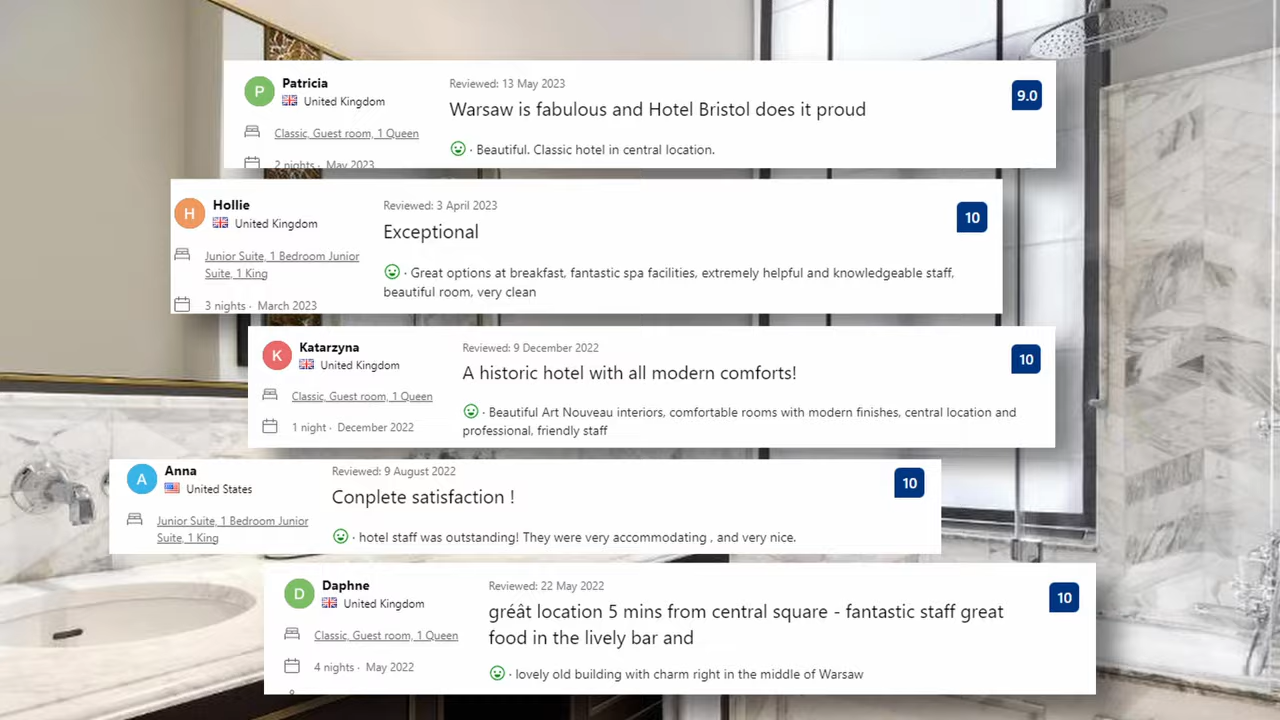 P
Patricia
United Kingdom
Classic, Guest room, 1 Queen
2 nights · May 2023
Reviewed: 13 May 2023
Warsaw is fabulous and Hotel Bristol does it proud
· Beautiful. Classic hotel in central location.
9.0
H
Hollie
United Kingdom
Junior Suite, 1 Bedroom Junior
Suite, 1 King
3 nights · March 2023
Reviewed: 3 April 2023
Exceptional
· Great options at breakfast, fantastic spa facilities, extremely helpful and knowledgeable staff,
beautiful room, very clean
10
K
Katarzyna
United Kingdom
Classic, Guest room, 1 Queen
1 night · December 2022
Reviewed: 9 December 2022
A historic hotel with all modern comforts!
· Beautiful Art Nouveau interiors, comfortable rooms with modern finishes, central location and
professional, friendly staff
10
A
Anna
United States
Junior Suite, 1 Bedroom Junior
Suite, 1 King
Reviewed: 9 August 2022
Conplete satisfaction !
· hotel staff was outstanding! They were very accommodating , and very nice.
10
D
Daphne
United Kingdom
Classic, Guest room, 1 Queen
4 nights · May 2022
Reviewed: 22 May 2022
gréât location 5 mins from central square - fantastic staff great
food in the lively bar and
· lovely old building with charm right in the middle of Warsaw
10